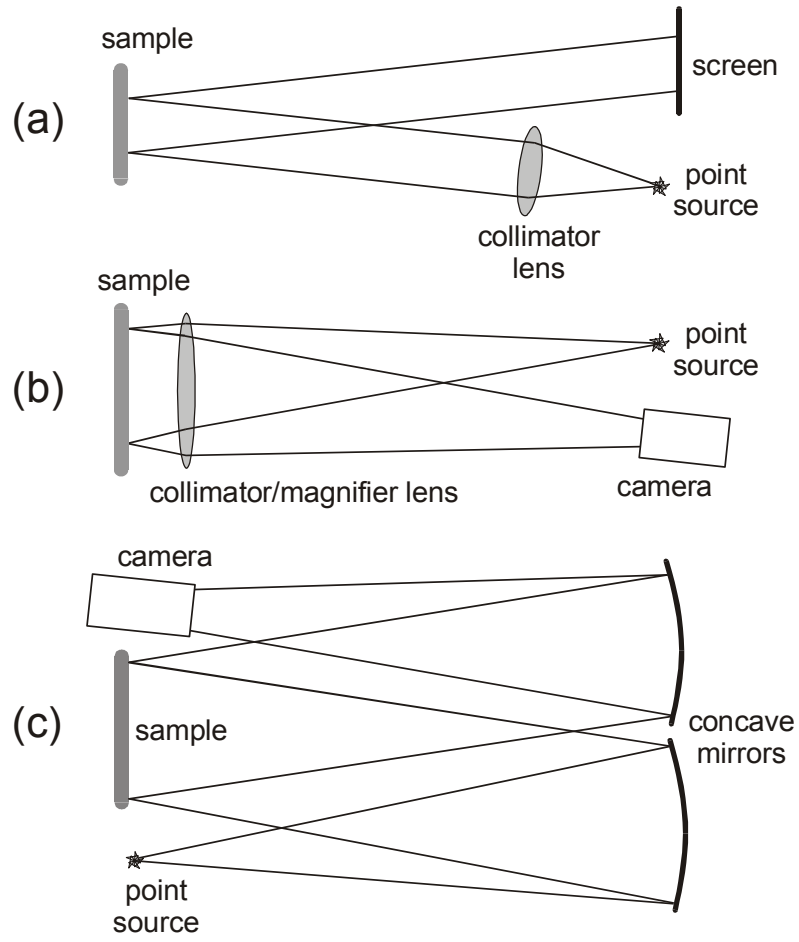 sample
(a)
screen
point
source
collimator
lens
sample
(b)
point
source
collimator/magnifier lens
camera
camera
(c)
sample
concave
mirrors
point
source